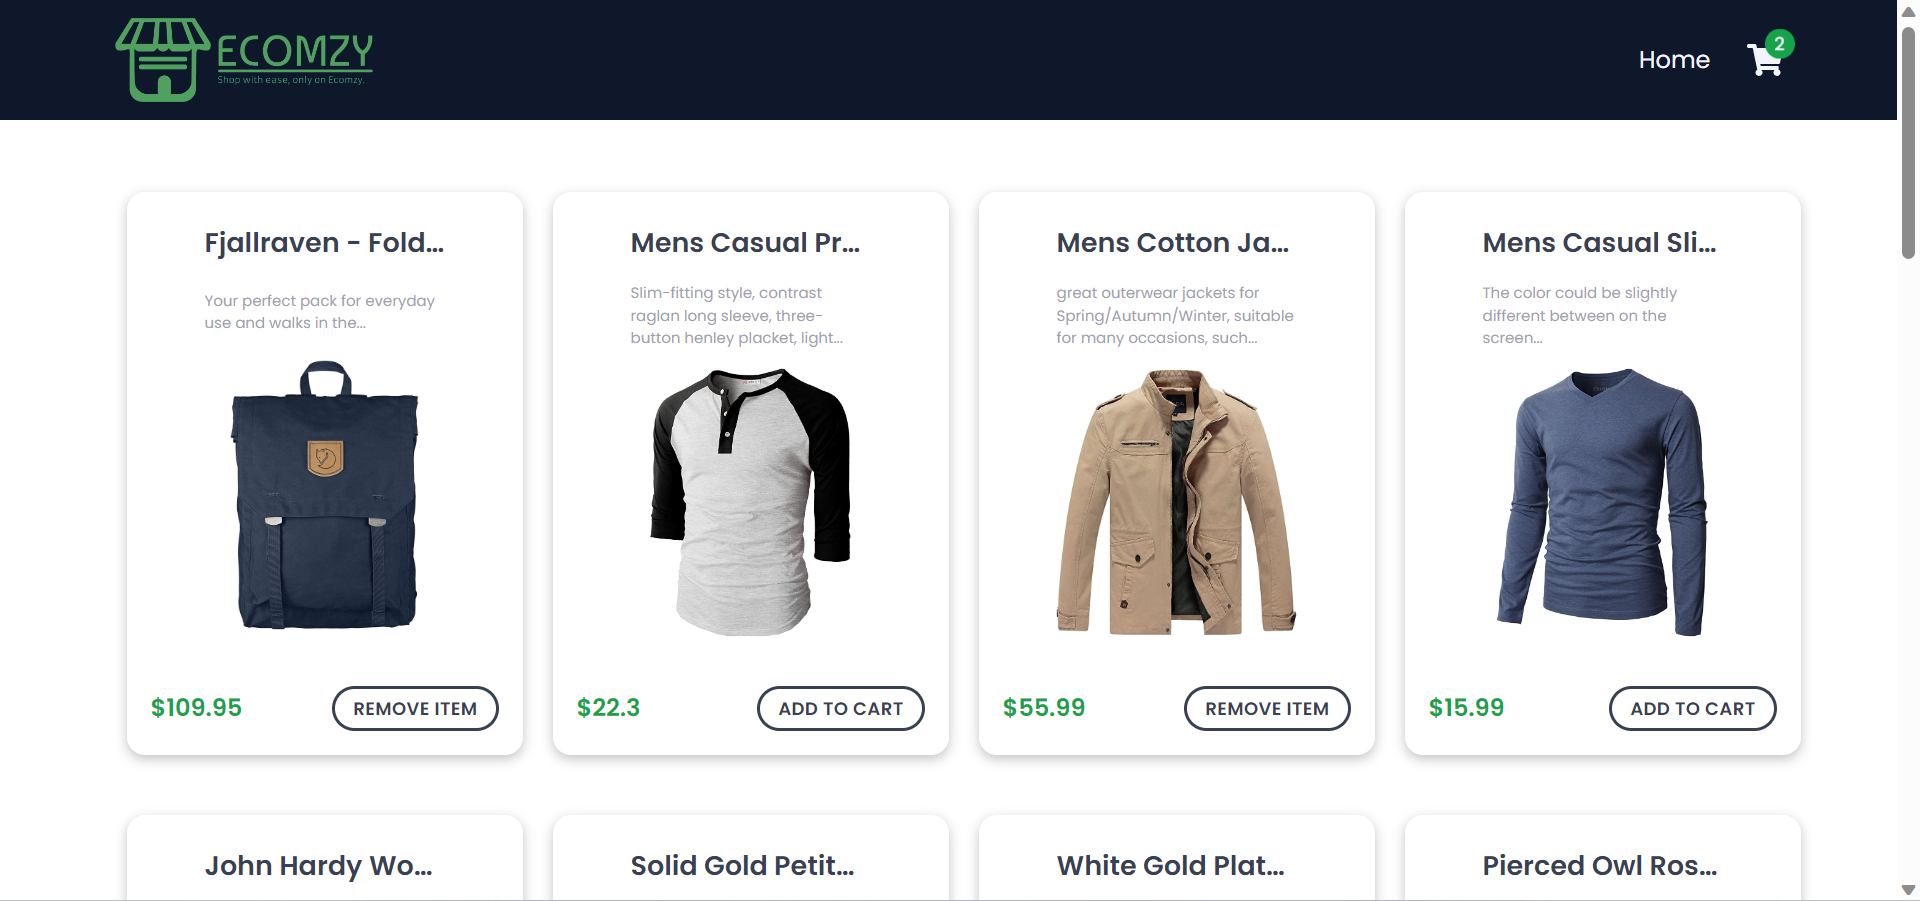 ECOMZY
Shop with ease, only on Ecomzy.
Home
2
Fjallraven - Fold...
Your perfect pack for everyday
use and walks in the...
$109.95
REMOVE ITEM
Mens Casual Pr...
Slim-fitting style, contrast
raglan long sleeve, three-
button henley placket, light...
$22.3
ADD TO CART
Mens Cotton Ja...
great outerwear jackets for
Spring/Autumn/Winter, suitable
for many occasions, such...
$55.99
REMOVE ITEM
Mens Casual Sli...
The color could be slightly
different between on the
screen...
$15.99
ADD TO CART
John Hardy Wo...
Solid Gold Petit...
White Gold Plat...
Pierced Owl Ros...